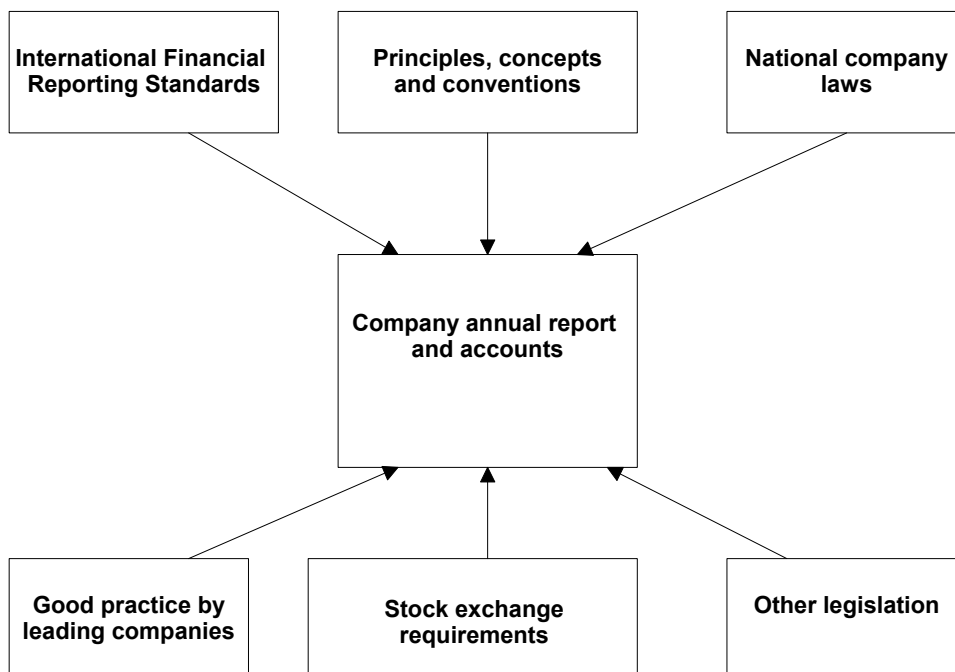 International Financial
Reporting Standards
Principles, concepts
and conventions
National company
laws
Company annual report
and accounts
Good practice by
leading companies
Stock exchange
requirements
Other legislation